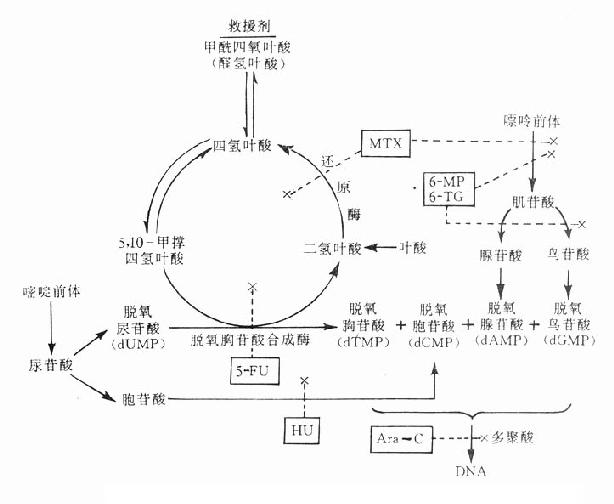 救援剂
甲酰四氧叶酸
(醛氢叶酸)
四氢叶酸
还
原
酶
MTX
嘌呤前体
6-MP
6-TG
肌苷酸
5,10-甲撑
四氢叶酸
二氢叶酸
叶酸
腺苷酸
鸟苷酸
嘧啶前体
脱氧
尿苷酸
(dUMP)
脱氧胸苷酸合成酶
脱氧
胸苷酸
(dTMP)
+
脱氧
胞苷酸
(dCMP)
+
脱氧
腺苷酸
(dAMP)
+
脱氧
鸟苷酸
(dGMP)
尿苷酸
5-FU
胞苷酸
HU
Ara-C
多聚酸
DNA